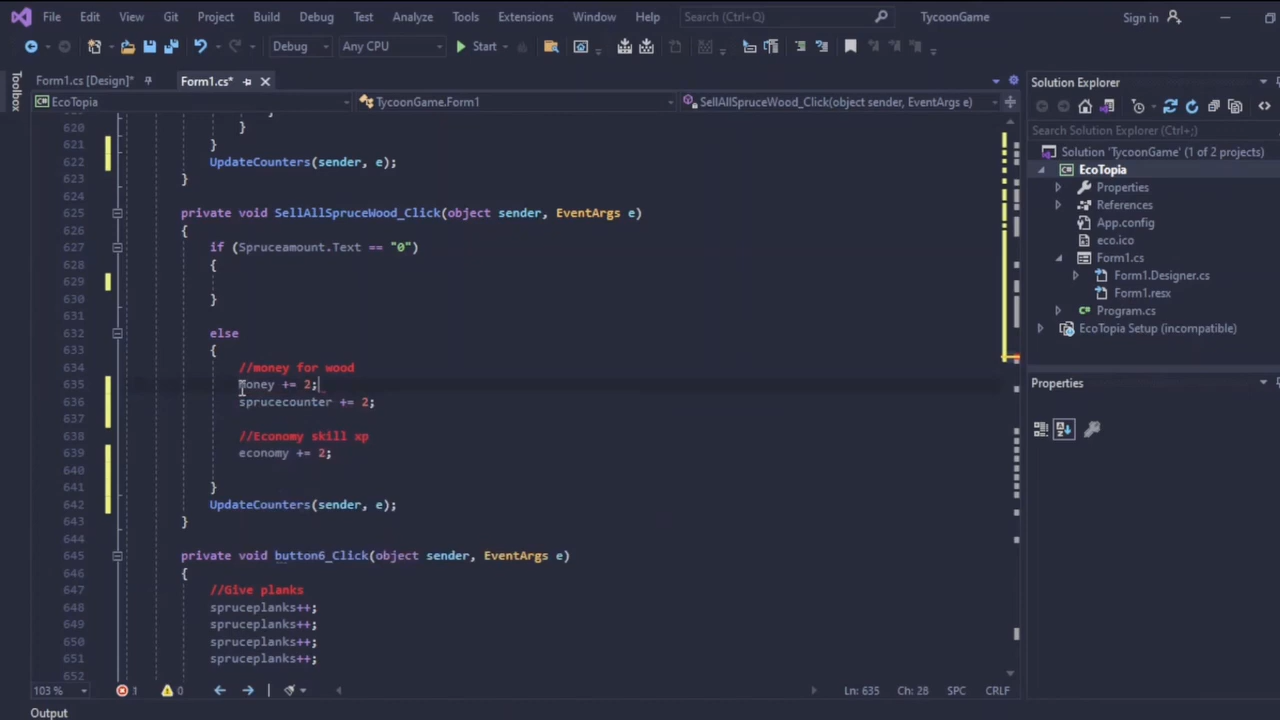 File Edit View Git Project Build Debug Test Analyze Tools Extensions Window Help Search (Ctrl+Q) TycoonGame Sign in
Debug Any CPU Start
Toolbox
Form1.cs [Design]* Form1.cs*
Solution Explorer
EcoTopia TycoonGame.Form1 SellAllSpruceWood_Click(object sender, EventArgs e)
Search Solution Explorer (Ctrl+;)
Solution 'TycoonGame' (1 of 2 projects)
EcoTopia
Properties
References
App.config
eco.ico
Form1.cs
Form1.Designer.cs
Form1.resx
Program.cs
EcoTopia Setup (incompatible)
Properties
620 }
621 }
622 UpdateCounters(sender, e);
623 }
624
625 private void SellAllSpruceWood_Click(object sender, EventArgs e)
626 {
627 if (Spruceamount.Text == "0")
628 {
629
630 }
631
632 else
633 {
634 //money for wood
635 money += 2;
636 sprucecounter += 2;
637
638 //Economy skill xp
639 economy += 2;
640
641 }
642 UpdateCounters(sender, e);
643 }
644
645 private void button6_Click(object sender, EventArgs e)
646 {
647 //Give planks
648 spruceplanks++;
649 spruceplanks++;
650 spruceplanks++;
651 spruceplanks++;
652
103 % 1 0 Ln: 635 Ch: 28 SPC CRLF
Output